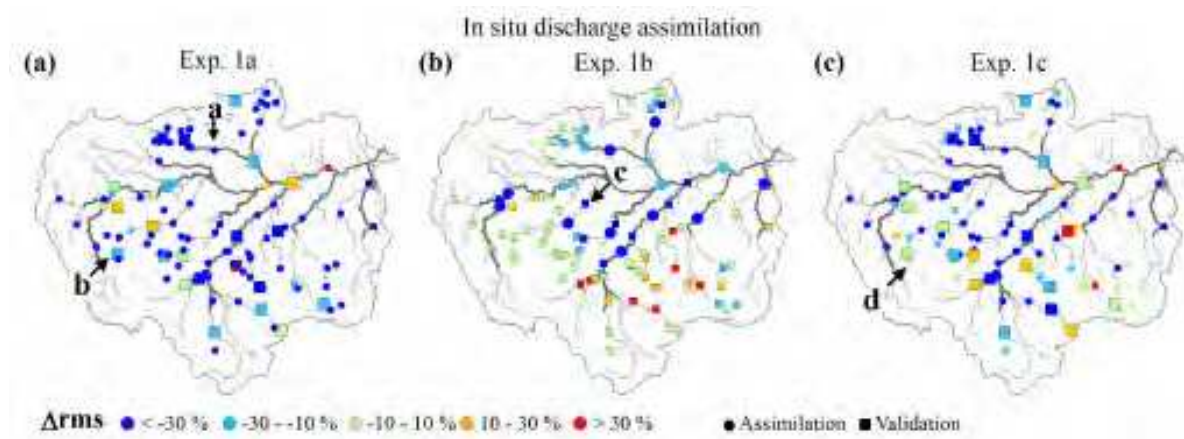 In situ discharge assimilation
(a) Exp. 1a (b) Exp. 1b (c) Exp. 1c
a
c
b
d
Δrms < -30 % -30 - -10 % -10 - 10 % 10 - 30 % > 30 % Assimilation Validation